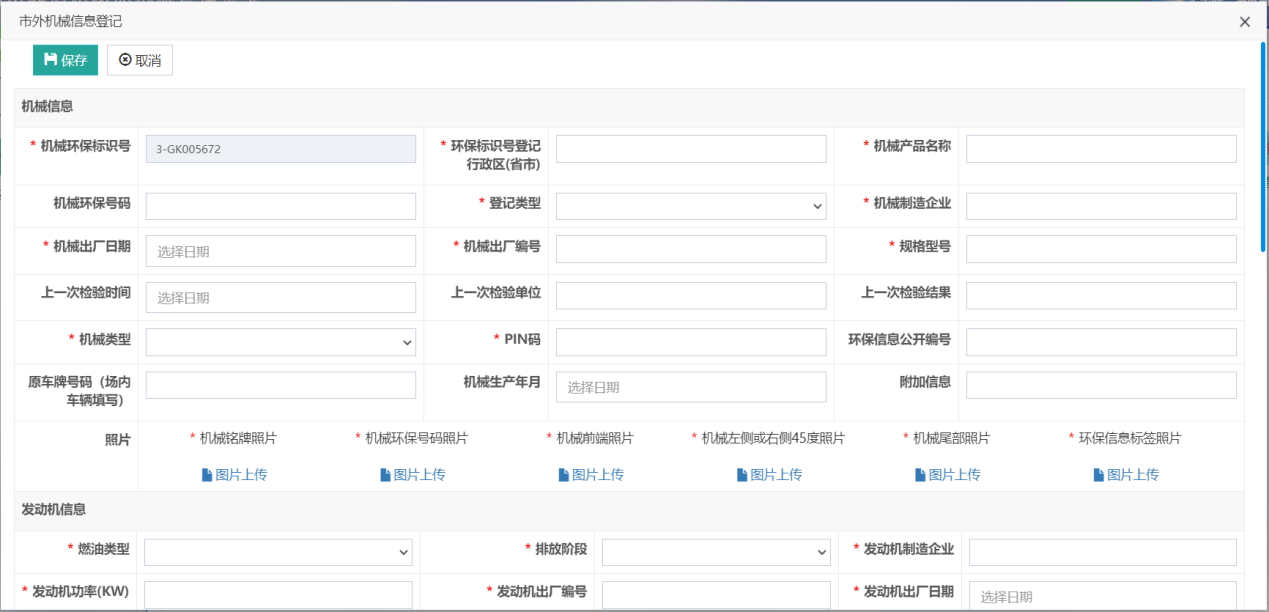 市外机械信息登记
保存 取消
机械信息
* 机械环保标识号 3-GK005672 * 环保标识号登记 * 机械产品名称
行政区(省市)
机械环保号码 * 登记类型 * 机械制造企业
* 机械出厂日期 选择日期 * 机械出厂编号 * 规格型号
上一次检验时间 选择日期 上一次检验单位 上一次检验结果
* 机械类型 * PIN码 环保信息公开编号
原车牌号码（场内 机械生产年月 选择日期 附加信息
车辆填写）
照片 * 机械铭牌照片 * 机械环保号码照片 * 机械前端照片 * 机械左侧或右侧45度照片 * 机械尾部照片 * 环保信息标签照片
图片上传 图片上传 图片上传 图片上传 图片上传 图片上传
发动机信息
* 燃油类型 * 排放阶段 * 发动机制造企业
* 发动机功率(KW) * 发动机出厂编号 * 发动机出厂日期 选择日期